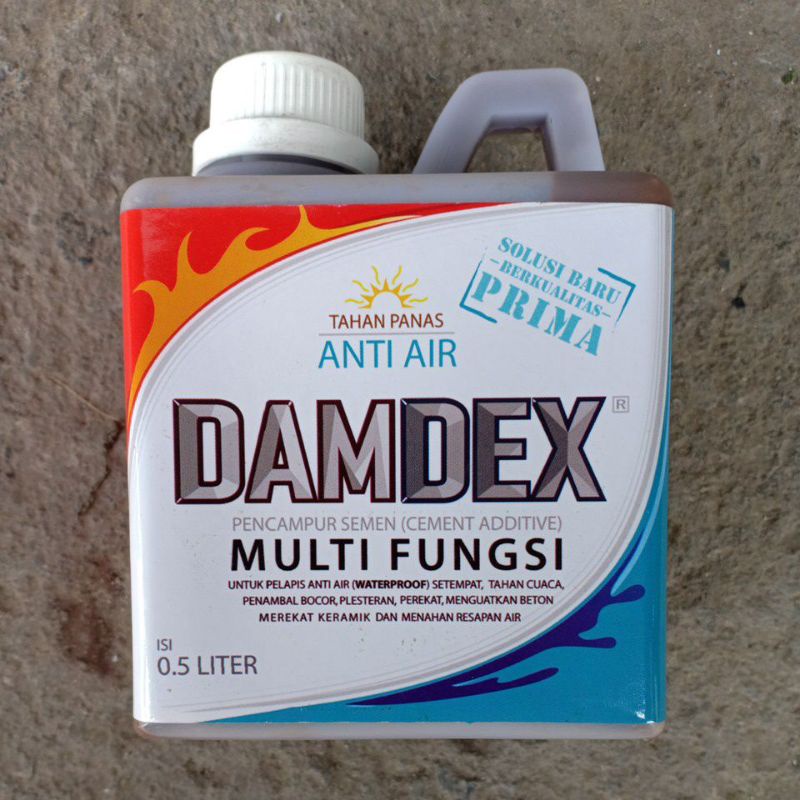 SOLUSI BARU
BERKUALITAS
PRIMA
TAHAN PANAS
ANTI AIR
DAMDEX ®
PENCAMPUR SEMEN (CEMENT ADDITIVE)
MULTI FUNGSI
UNTUK PELAPIS ANTI AIR (WATERPROOF) SETEMPAT, TAHAN CUACA,
PENAMBAL BOCOR, PLESTERAN, PEREKAT, MENGUATKAN BETON
MEREKAT KERAMIK DAN MENAHAN RESAPAN AIR
ISI
0.5 LITER